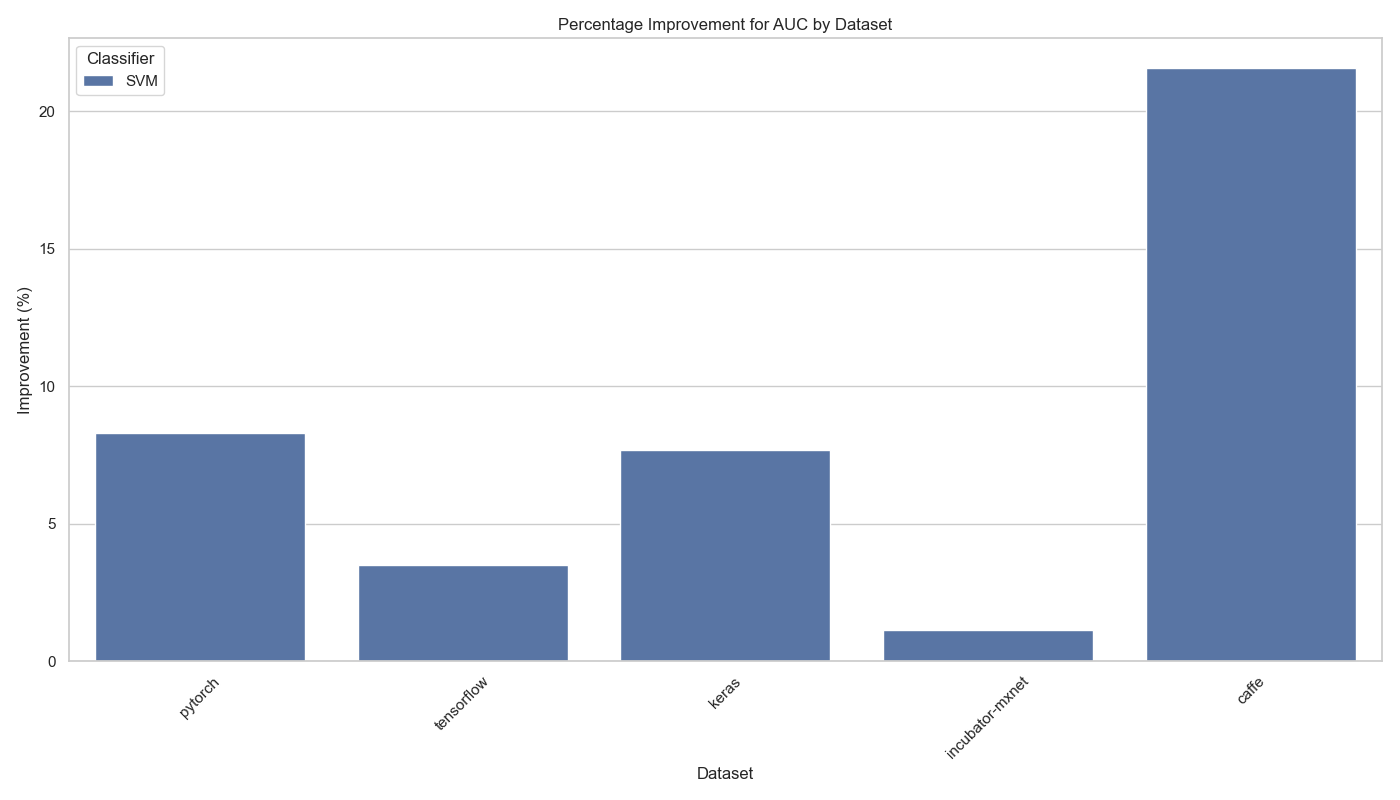 Percentage Improvement for AUC by Dataset
Classifier
SVM
Improvement (%)
20
15
10
5
0
pytorch
tensorflow
keras
incubator-mxnet
caffe
Dataset